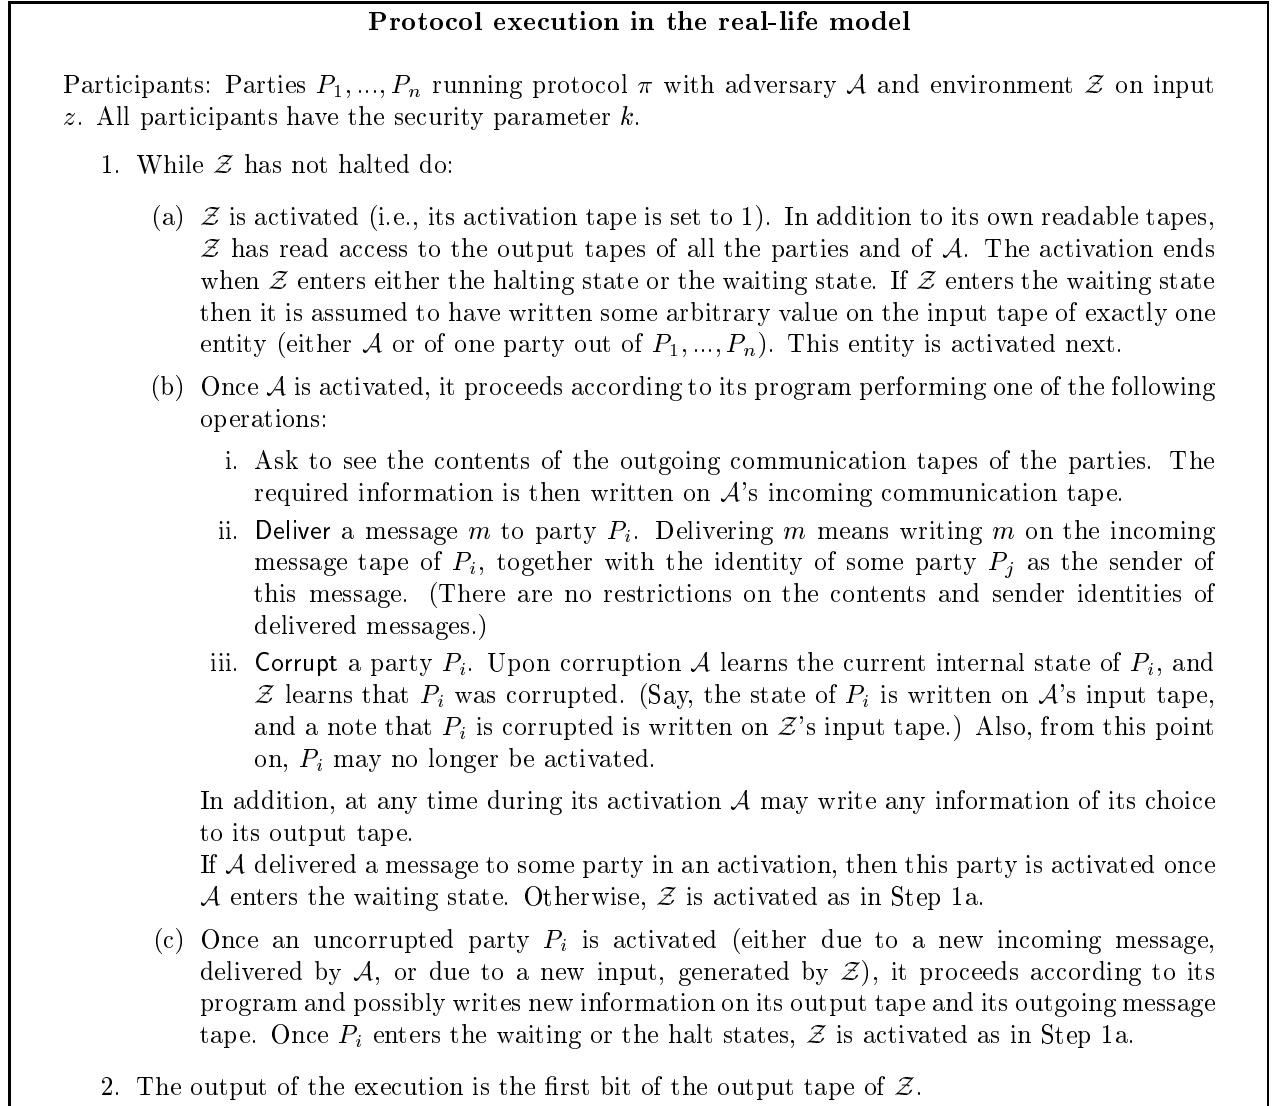 Protocol execution in the real-life model
Participants: Parties P₁, ..., Pₙ running protocol π with adversary 𝒜 and environment 𝒵 on input
z. All participants have the security parameter k.
1. While 𝒵 has not halted do:
(a) 𝒵 is activated (i.e., its activation tape is set to 1). In addition to its own readable tapes,
𝒵 has read access to the output tapes of all the parties and of 𝒜. The activation ends
when 𝒵 enters either the halting state or the waiting state. If 𝒵 enters the waiting state
then it is assumed to have written some arbitrary value on the input tape of exactly one
entity (either 𝒜 or of one party out of P₁, ..., Pₙ). This entity is activated next.
(b) Once 𝒜 is activated, it proceeds according to its program performing one of the following
operations:
i. Ask to see the contents of the outgoing communication tapes of the parties. The
required information is then written on 𝒜's incoming communication tape.
ii. Deliver a message m to party Pᵢ. Delivering m means writing m on the incoming
message tape of Pᵢ, together with the identity of some party Pⱼ as the sender of
this message. (There are no restrictions on the contents and sender identities of
delivered messages.)
iii. Corrupt a party Pᵢ. Upon corruption 𝒜 learns the current internal state of Pᵢ, and
𝒵 learns that Pᵢ was corrupted. (Say, the state of Pᵢ is written on 𝒜's input tape,
and a note that Pᵢ is corrupted is written on 𝒵's input tape.) Also, from this point
on, Pᵢ may no longer be activated.
In addition, at any time during its activation 𝒜 may write any information of its choice
to its output tape.
If 𝒜 delivered a message to some party in an activation, then this party is activated once
𝒜 enters the waiting state. Otherwise, 𝒵 is activated as in Step 1a.
(c) Once an uncorrupted party Pᵢ is activated (either due to a new incoming message,
delivered by 𝒜, or due to a new input, generated by 𝒵), it proceeds according to its
program and possibly writes new information on its output tape and its outgoing message
tape. Once Pᵢ enters the waiting or the halt states, 𝒵 is activated as in Step 1a.
2. The output of the execution is the first bit of the output tape of 𝒵.